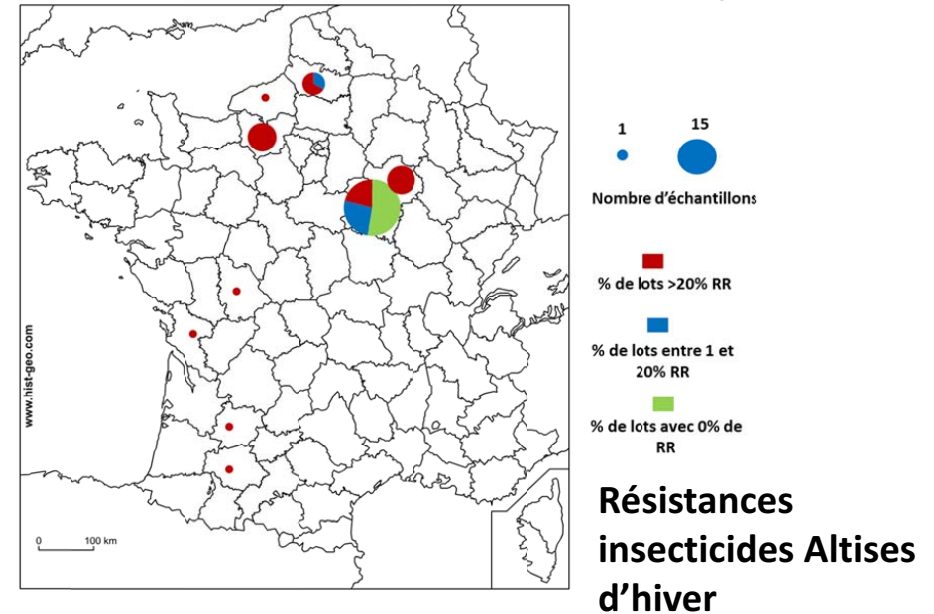 www.hist-geo.com
0 100 km
1 15
Nombre d'échantillons
% de lots >20% RR
% de lots entre 1 et
20% RR
% de lots avec 0% de
RR
Résistances
insecticides Altises
d'hiver